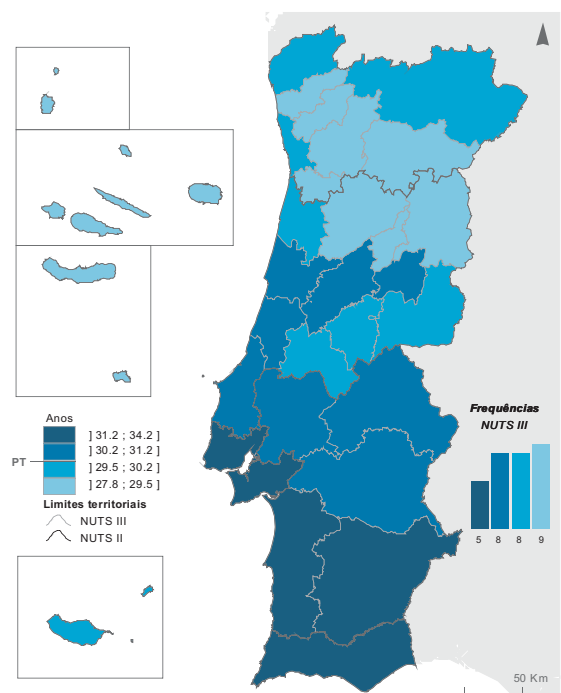 Anos
] 31.2 ; 34.2 ]
] 30.2 ; 31.2 ]
PT
] 29.5 ; 30.2 ]
] 27.8 ; 29.5 ]
Limites territoriais
NUTS III
NUTS II
Frequências
NUTS III
5 8 8 9
50 Km